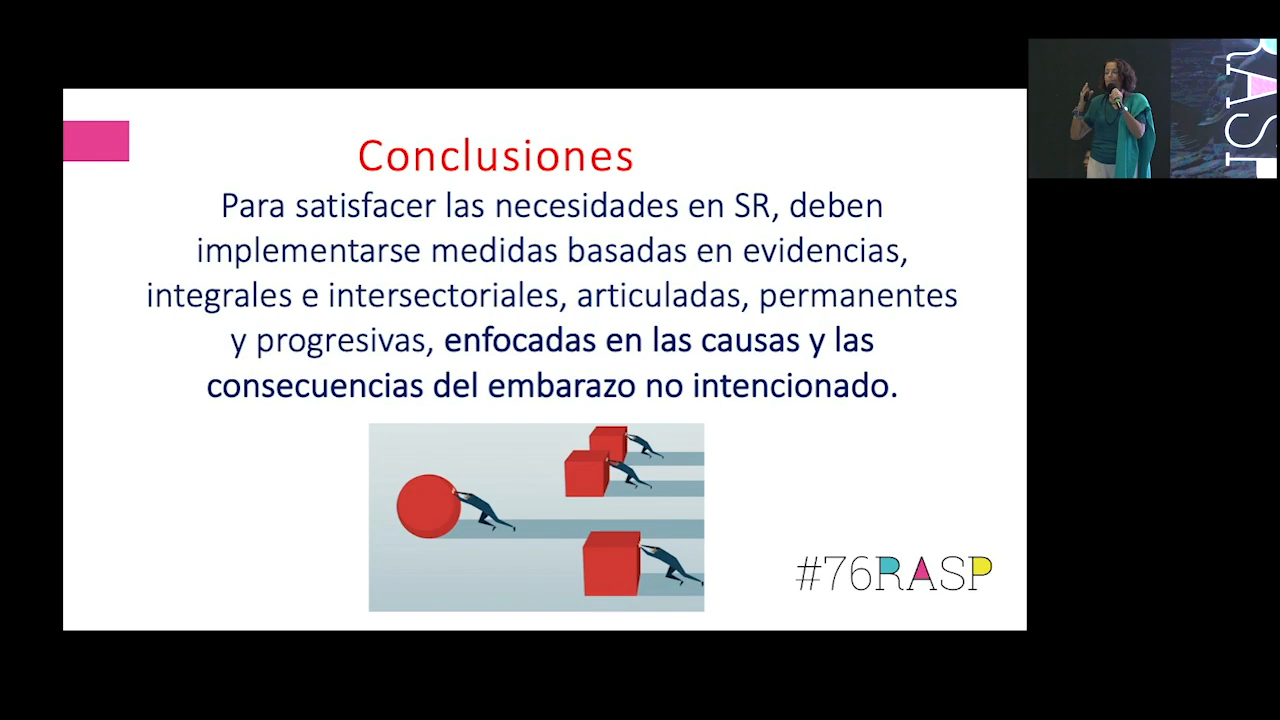 Conclusiones
Para satisfacer las necesidades en SR, deben
implementarse medidas basadas en evidencias,
integrales e intersectoriales, articuladas, permanentes
y progresivas, enfocadas en las causas y las
consecuencias del embarazo no intencionado.
#76RASP
RASP